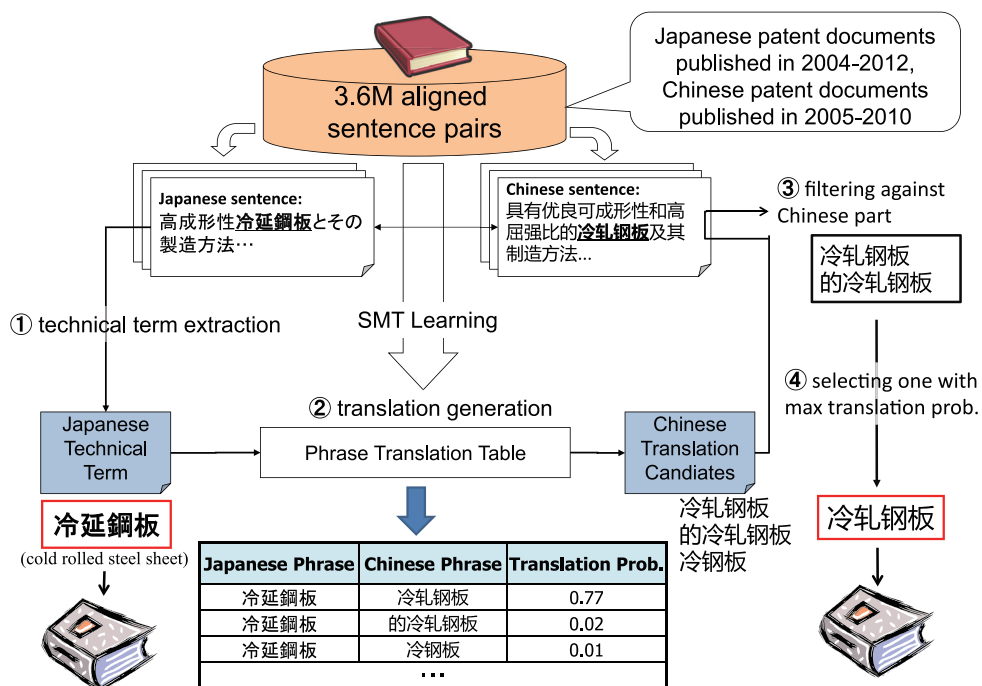 3.6M aligned
sentence pairs
Japanese patent documents
published in 2004-2012,
Chinese patent documents
published in 2005-2010
Japanese sentence:
高成形性冷延鋼板とその
製造方法…
Chinese sentence:
具有优良可成形性和高
屈强比的冷轧钢板及其
制造方法...
③ filtering against
Chinese part
冷轧钢板
的冷轧钢板
① technical term extraction
SMT Learning
② translation generation
④ selecting one with
max translation prob.
Japanese
Technical
Term
Phrase Translation Table
Chinese
Translation
Candiates
冷延鋼板
(cold rolled steel sheet)
冷轧钢板
的冷轧钢板
冷钢板
冷轧钢板
Japanese Phrase Chinese Phrase Translation Prob.
冷延鋼板 冷轧钢板 0.77
冷延鋼板 的冷轧钢板 0.02
冷延鋼板 冷钢板 0.01
…